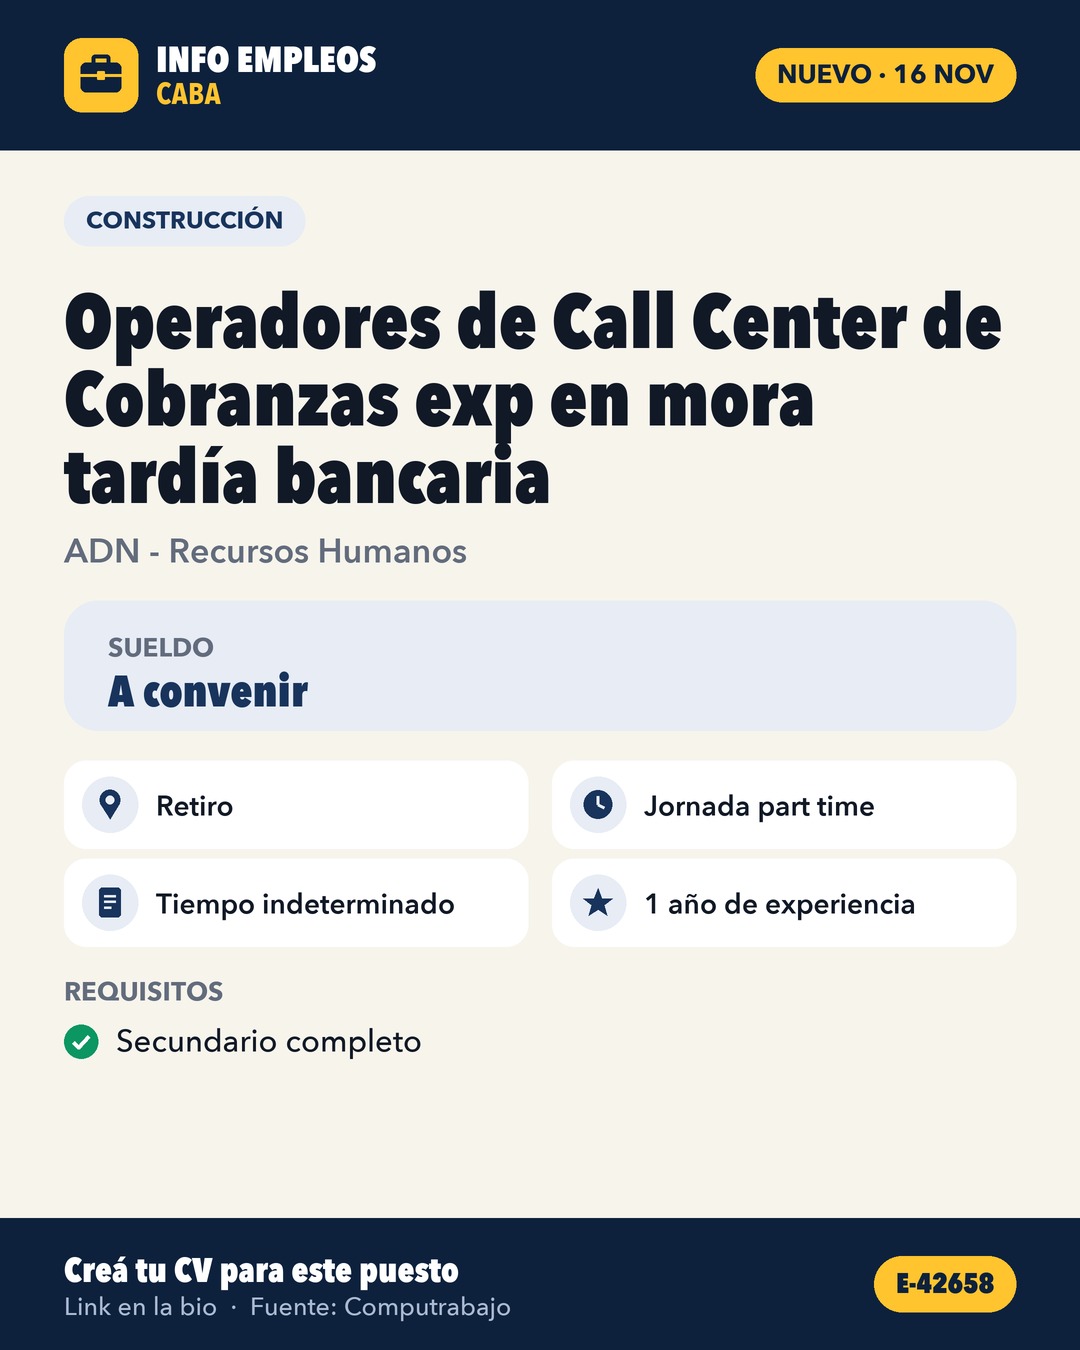 INFO EMPLEOS
CABA
NUEVO · 16 NOV
CONSTRUCCIÓN
Operadores de Call Center de
Cobranzas exp en mora
tardía bancaria
ADN - Recursos Humanos
SUELDO
A convenir
Retiro
Jornada part time
Tiempo indeterminado
1 año de experiencia
REQUISITOS
Secundario completo
Creá tu CV para este puesto
Link en la bio · Fuente: Computrabajo
E-42658